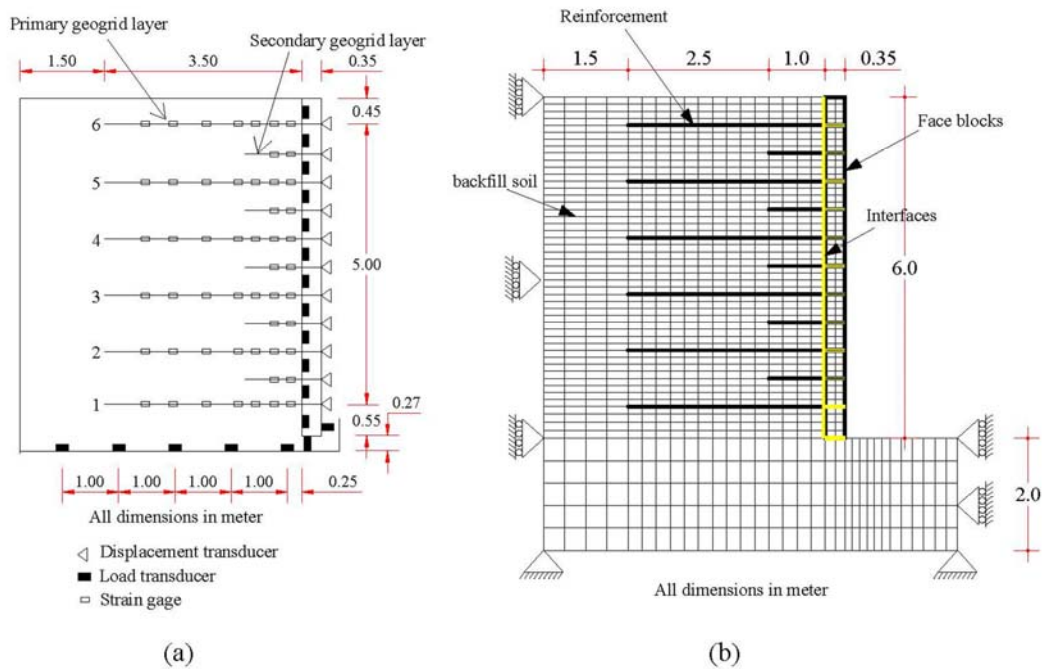 Primary geogrid layer
Secondary geogrid layer
1.50
3.50
0.35
0.45
6
5
4
3
2
1
5.00
0.27
0.55
1.00
1.00
1.00
1.00
0.25
All dimensions in meter
Displacement transducer
Load transducer
Strain gage
(a)
Reinforcement
1.5
2.5
1.0
0.35
Face blocks
backfill soil
Interfaces
6.0
2.0
All dimensions in meter
(b)